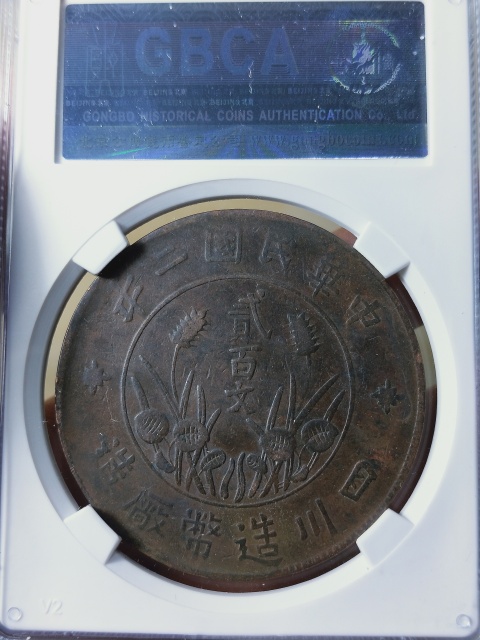 GBCA
GONGBO HISTORICAL COINS AUTHENTICATION Co., Ltd.
中華民國二年
貳百文
四川造幣廠造
V2